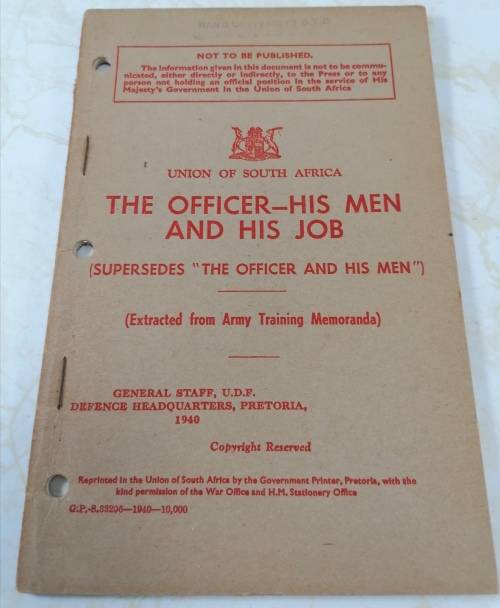 NOT TO BE PUBLISHED.
The information given in this document is not to be commu-
nicated, either directly or indirectly, to the Press or to any
person not holding an official position in the service of His
Majesty's Government in the Union of South Africa
UNION OF SOUTH AFRICA
THE OFFICER—HIS MEN
AND HIS JOB
(SUPERSEDES "THE OFFICER AND HIS MEN")
(Extracted from Army Training Memoranda)
GENERAL STAFF, U.D.F.
DEFENCE HEADQUARTERS, PRETORIA,
1940
Copyright Reserved
Reprinted in the Union of South Africa by the Government Printer, Pretoria, with the
kind permission of the War Office and H.M. Stationery Office
G.P.-S.33206—1940—10,000